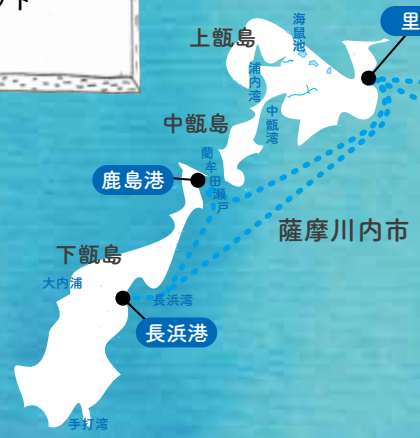 上甑島
海鼠池
里
浦内湾
中甑島
中甑湾
藺牟田瀬戸
鹿島港
薩摩川内市
下甑島
大内浦
長浜湾
長浜港
手打湾